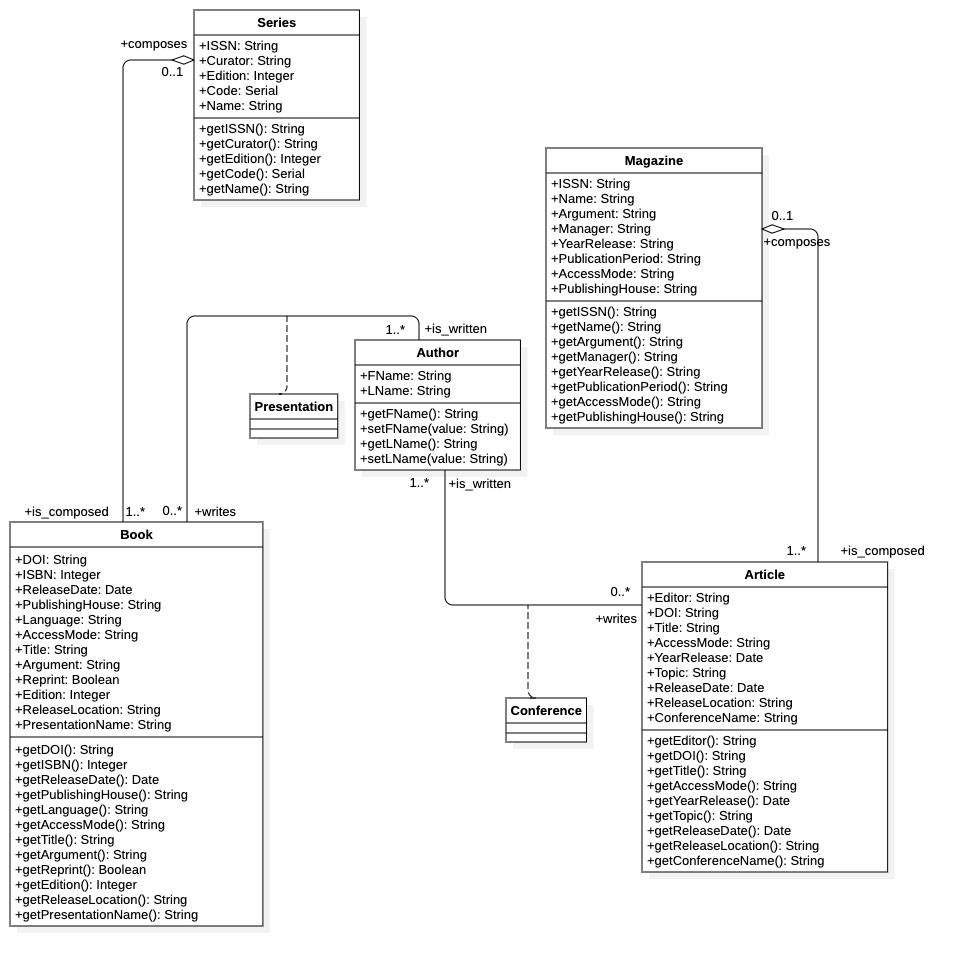 Series
+ISSN: String
+Curator: String
+Edition: Integer
+Code: Serial
+Name: String
+getISSN(): String
+getCurator(): String
+getEdition(): Integer
+getCode(): Serial
+getName(): String
+composes
0..1
Magazine
+ISSN: String
+Name: String
+Argument: String
+Manager: String
+YearRelease: String
+PublicationPeriod: String
+AccessMode: String
+PublishingHouse: String
+getISSN(): String
+getName(): String
+getArgument(): String
+getManager(): String
+getYearRelease(): String
+getPublicationPeriod(): String
+getAccessMode(): String
+getPublishingHouse(): String
0..1
+composes
1..*
+is_written
Author
+FName: String
+LName: String
+getFName(): String
+setFName(value: String)
+getLName(): String
+setLName(value: String)
Presentation
1..*
+is_written
+is_composed
1..*
0..*
+writes
Book
+DOI: String
+ISBN: Integer
+ReleaseDate: Date
+PublishingHouse: String
+Language: String
+AccessMode: String
+Title: String
+Argument: String
+Reprint: Boolean
+Edition: Integer
+ReleaseLocation: String
+PresentationName: String
+getDOI(): String
+getISBN(): Integer
+getReleaseDate(): Date
+getPublishingHouse(): String
+getLanguage(): String
+getAccessMode(): String
+getTitle(): String
+getArgument(): String
+getReprint(): Boolean
+getEdition(): Integer
+getReleaseLocation(): String
+getPresentationName(): String
1..*
+is_composed
0..*
+writes
Conference
Article
+Editor: String
+DOI: String
+Title: String
+AccessMode: String
+YearRelease: Date
+Topic: String
+ReleaseDate: Date
+ReleaseLocation: String
+ConferenceName: String
+getEditor(): String
+getDOI(): String
+getTitle(): String
+getAccessMode(): String
+getYearRelease(): Date
+getTopic(): String
+getReleaseDate(): Date
+getReleaseLocation(): String
+getConferenceName(): String